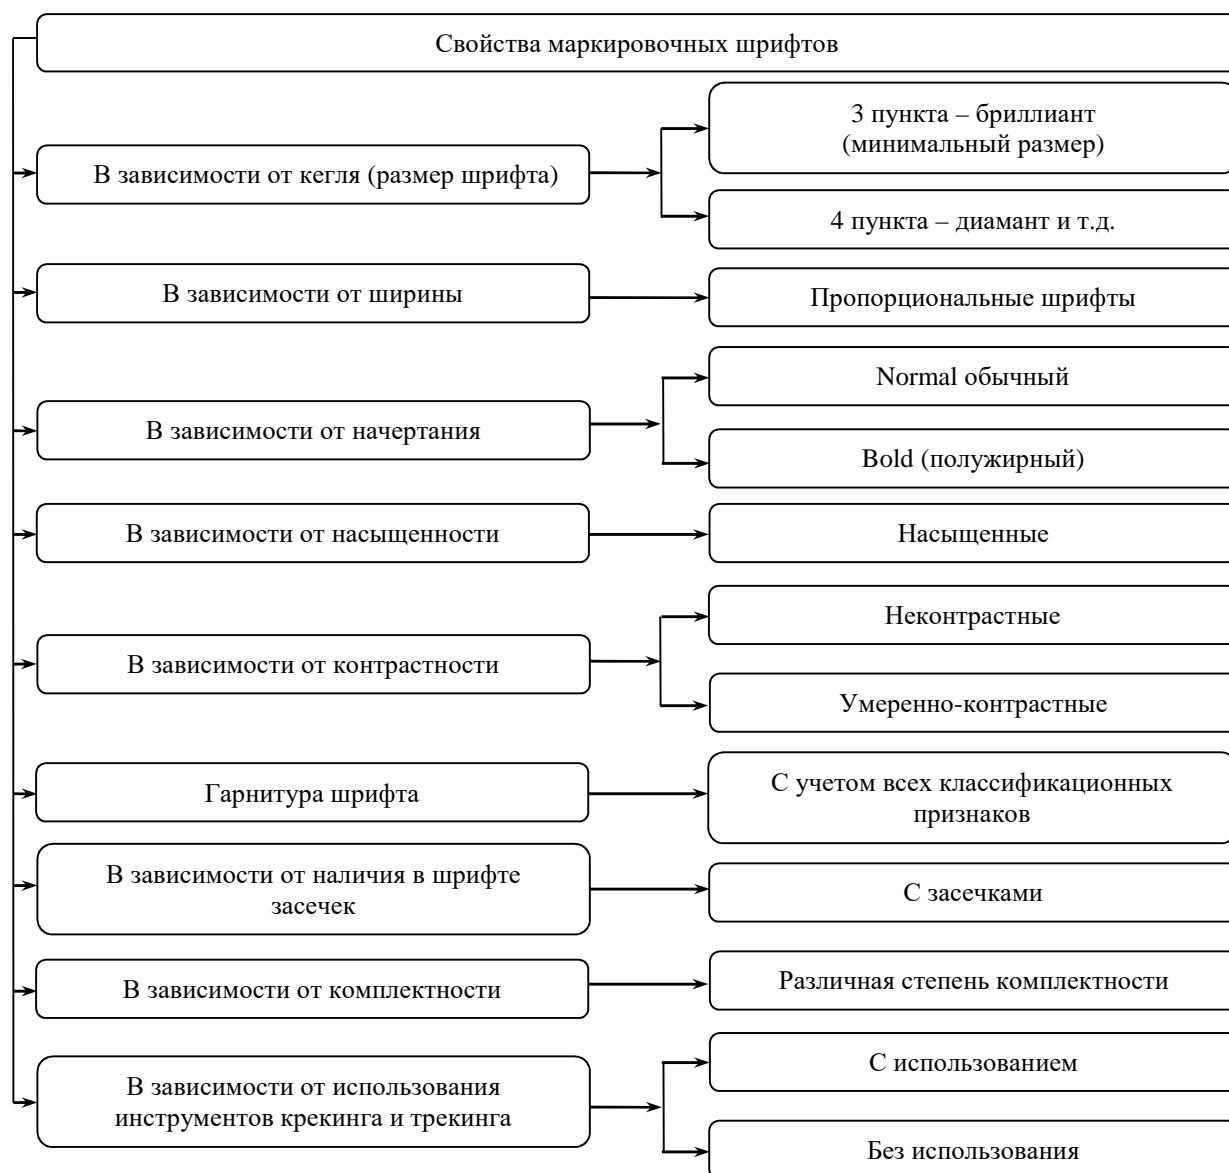 Свойства маркировочных шрифтов
В зависимости от кегля (размер шрифта)
3 пункта – бриллиант
(минимальный размер)
4 пункта – диамант и т.д.
В зависимости от ширины
Пропорциональные шрифты
В зависимости от начертания
Normal обычный
Bold (полужирный)
В зависимости от насыщенности
Насыщенные
В зависимости от контрастности
Неконтрастные
Умеренно-контрастные
Гарнитура шрифта
С учетом всех классификационных
признаков
В зависимости от наличия в шрифте
засечек
С засечками
В зависимости от комплектности
Различная степень комплектности
В зависимости от использования
инструментов крекинга и трекинга
С использованием
Без использования